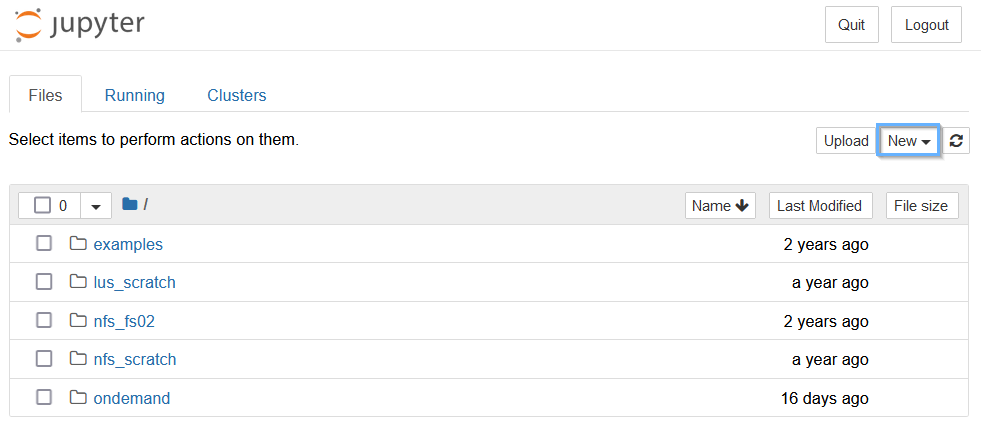 jupyter Quit Logout
Files Running Clusters
Select items to perform actions on them. Upload New
0 / Name Last Modified File size
examples 2 years ago
lus_scratch a year ago
nfs_fs02 2 years ago
nfs_scratch a year ago
ondemand 16 days ago